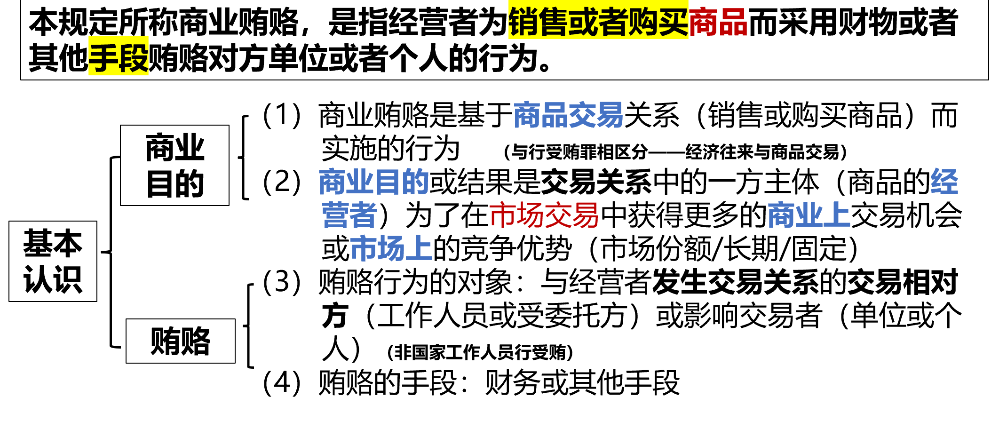 本规定所称商业贿赂，是指经营者为销售或者购买商品而采用财物或者
其他手段贿赂对方单位或者个人的行为。
基本
认识
商业
目的
（1）商业贿赂是基于商品交易关系（销售或购买商品）而
实施的行为 （与行受贿罪相区分——经济往来与商品交易）
（2）商业目的或结果是交易关系中的一方主体（商品的经
营者）为了在市场交易中获得更多的商业上交易机会
或市场上的竞争优势（市场份额/长期/固定）
贿赂
（3）贿赂行为的对象：与经营者发生交易关系的交易相对
方（工作人员或受委托方）或影响交易者（单位或个
人）（非国家工作人员行受贿）
（4）贿赂的手段：财务或其他手段